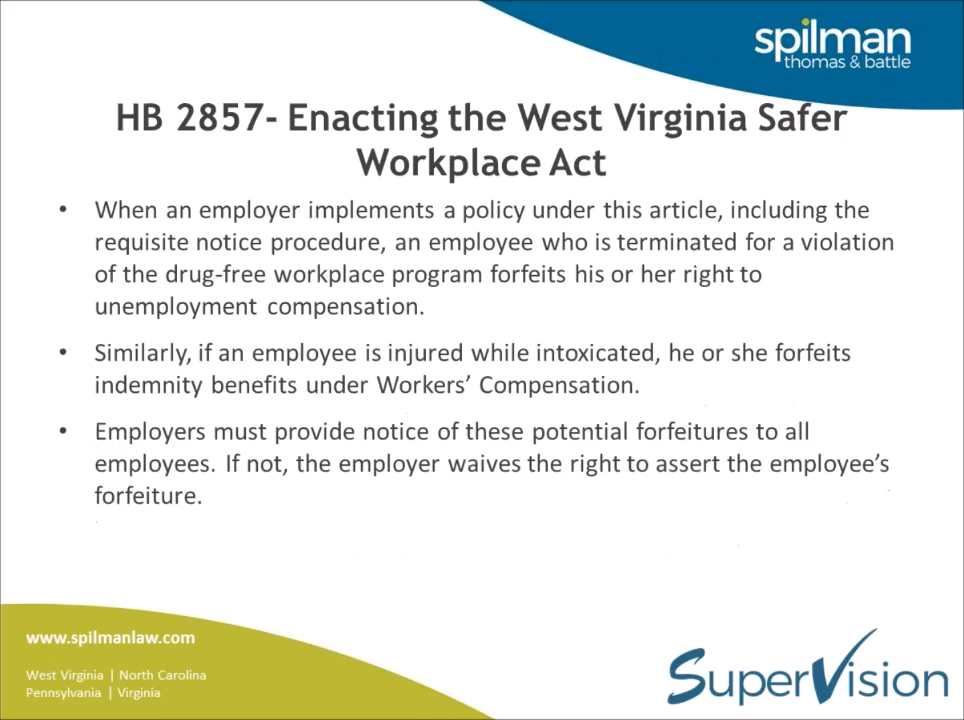 spilman
thomas & battle
HB 2857- Enacting the West Virginia Safer
Workplace Act
• When an employer implements a policy under this article, including the
requisite notice procedure, an employee who is terminated for a violation
of the drug-free workplace program forfeits his or her right to
unemployment compensation.
• Similarly, if an employee is injured while intoxicated, he or she forfeits
indemnity benefits under Workers’ Compensation.
• Employers must provide notice of these potential forfeitures to all
employees. If not, the employer waives the right to assert the employee’s
forfeiture.
www.spilmanlaw.com
West Virginia | North Carolina
Pennsylvania | Virginia
SuperVision